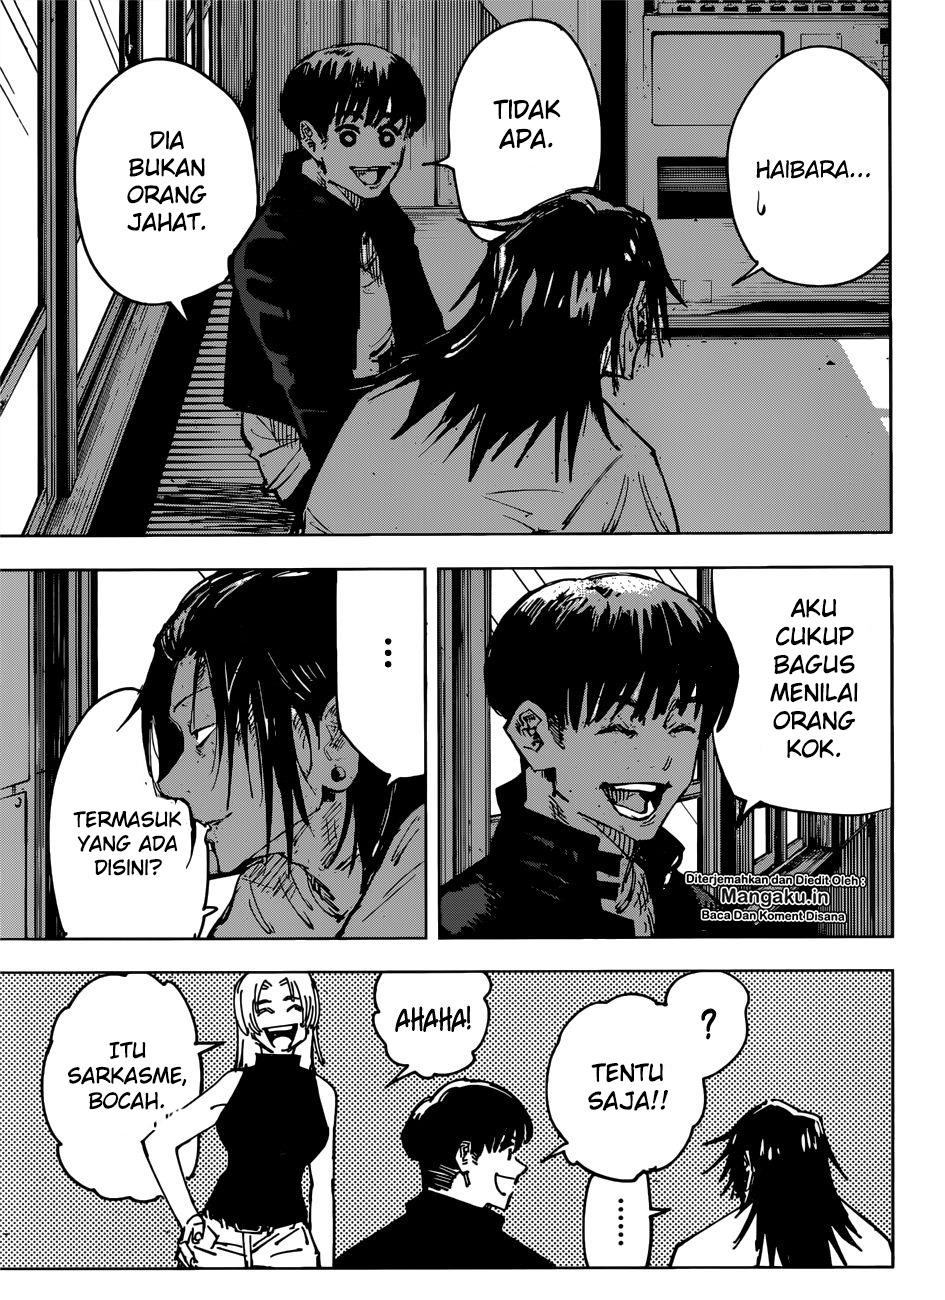 HAIBARA...
TIDAK
APA.
DIA
BUKAN
ORANG
JAHAT.
AKU
CUKUP
BAGUS
MENILAI
ORANG
KOK.
Diterjemahkan dan Diedit Oleh :
Mangaku.in
Baca Dan Koment Disana
...
TERMASUK
YANG ADA
DISINI?
?
TENTU
SAJA!!
......
AHAHA!
ITU
SARKASME,
BOCAH.